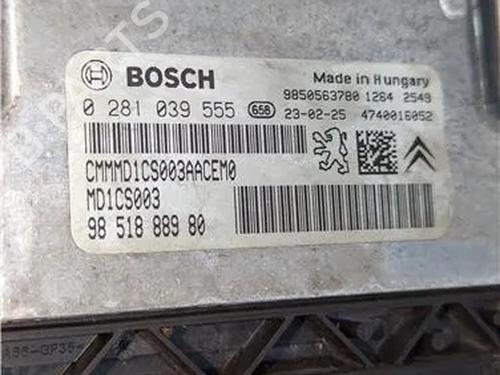 BOSCH
Made in Hungary
9850563780 1264 2549
0 281 039 555 658 23-02-25 4740016052
CMMMD1CS003AACEM0
MD1CS003
98 518 889 80